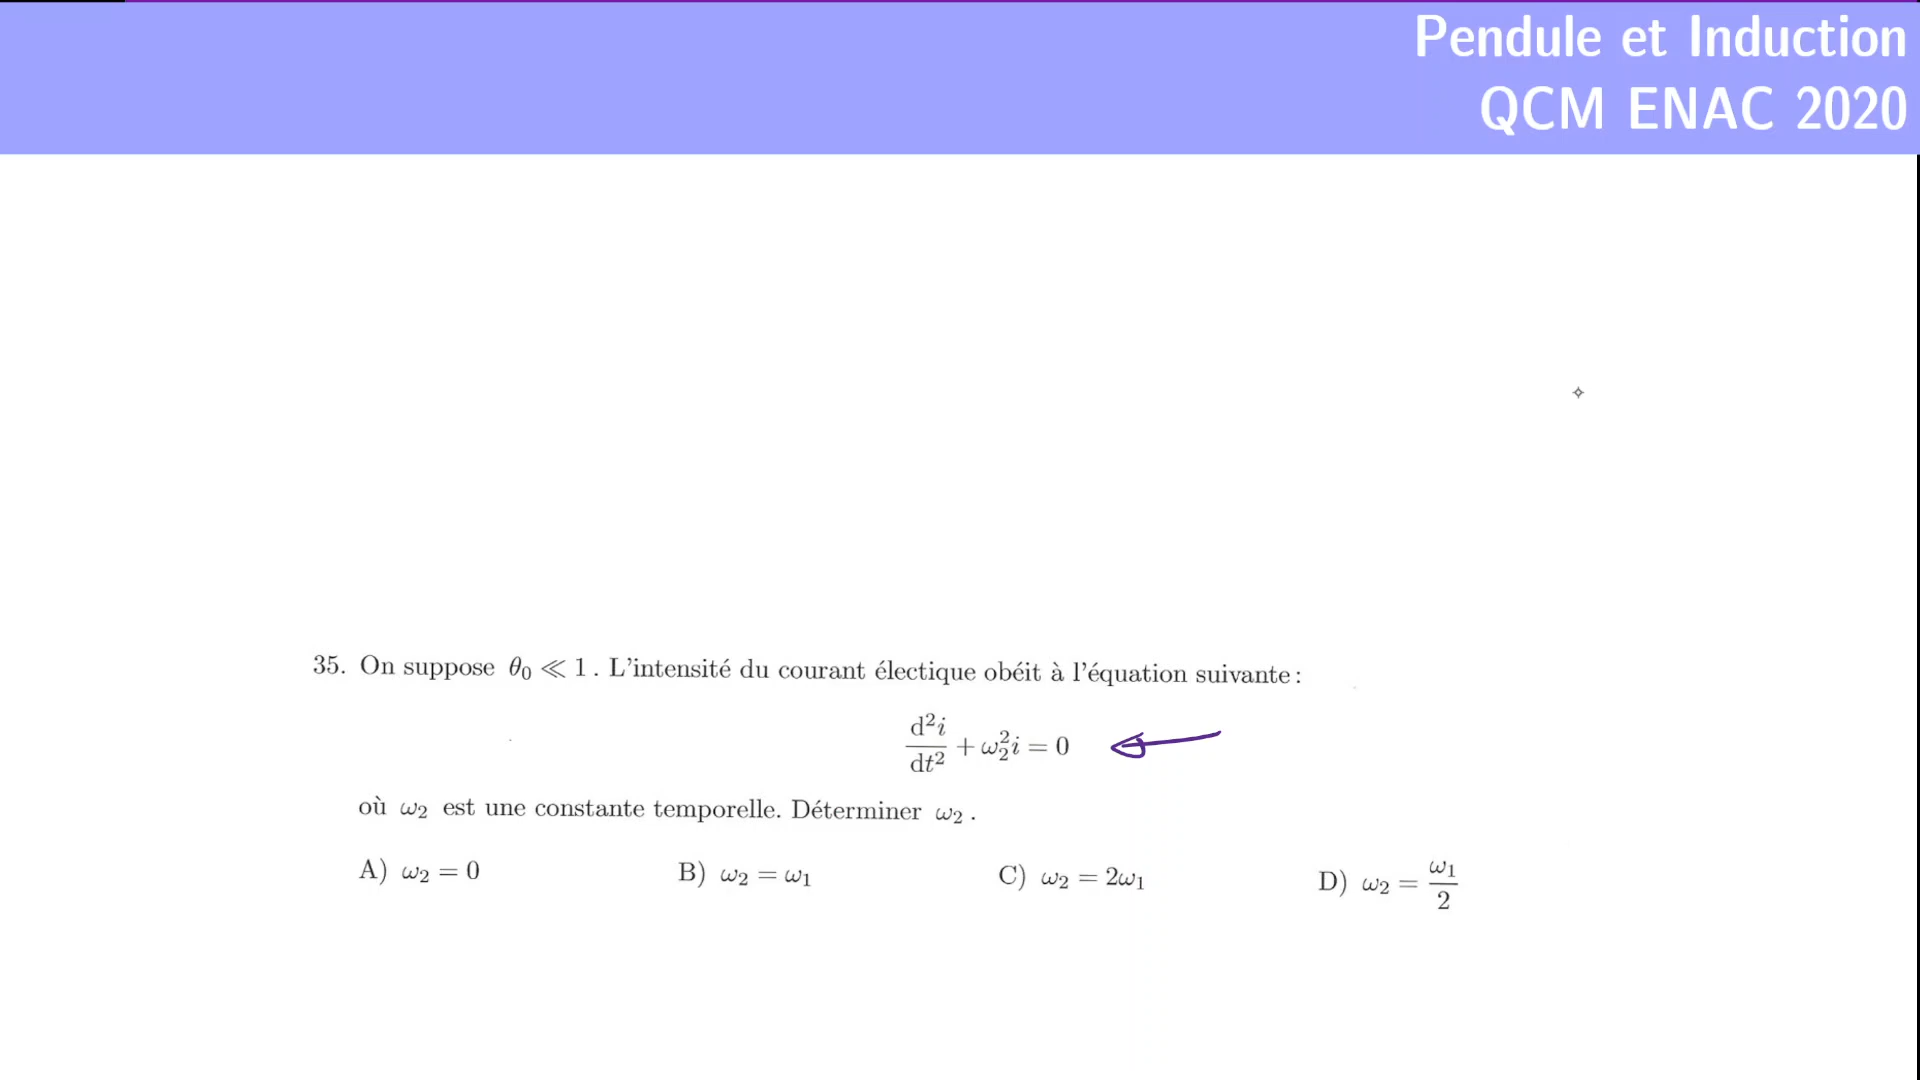 Pendule et Induction
QCM ENAC 2020
35. On suppose θ₀ ≪ 1 . L'intensité du courant électique obéit à l'équation suivante :
d²i/dt² + ω₂²i = 0
où ω₂ est une constante temporelle. Déterminer ω₂ .
A) ω₂ = 0 B) ω₂ = ω₁ C) ω₂ = 2ω₁ D) ω₂ = ω₁/2